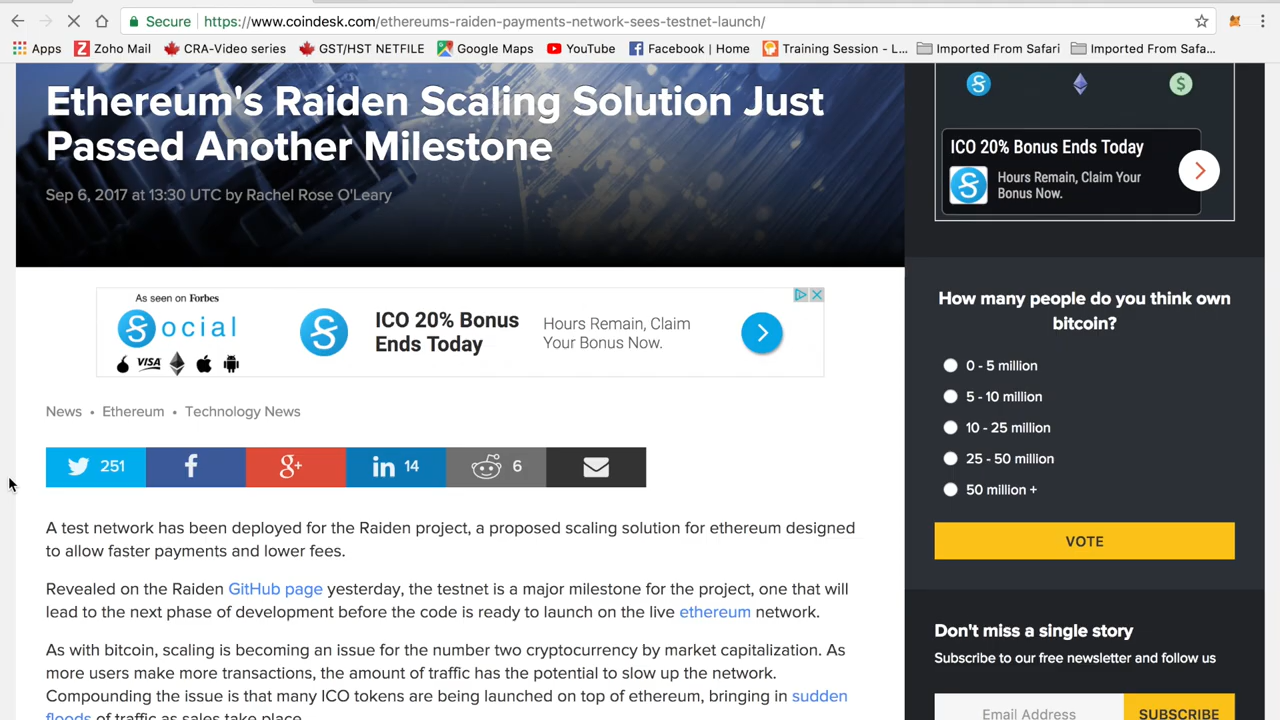 Secure
https://www.coindesk.com/ethereums-raiden-payments-network-sees-testnet-launch/
Apps
Zoho Mail
CRA-Video series
GST/HST NETFILE
Google Maps
YouTube
Facebook | Home
Training Session - L...
Imported From Safari
Imported From Safa...
Ethereum's Raiden Scaling Solution Just
Passed Another Milestone
Sep 6, 2017 at 13:30 UTC by Rachel Rose O'Leary
As seen on Forbes
Social
VISA
ICO 20% Bonus
Ends Today
Hours Remain, Claim
Your Bonus Now.
News • Ethereum • Technology News
251
f
g+
in 14
6
A test network has been deployed for the Raiden project, a proposed scaling solution for ethereum designed
to allow faster payments and lower fees.
Revealed on the Raiden GitHub page yesterday, the testnet is a major milestone for the project, one that will
lead to the next phase of development before the code is ready to launch on the live ethereum network.
As with bitcoin, scaling is becoming an issue for the number two cryptocurrency by market capitalization. As
more users make more transactions, the amount of traffic has the potential to slow up the network.
Compounding the issue is that many ICO tokens are being launched on top of ethereum, bringing in sudden
floods of traffic as sales take place.
ICO 20% Bonus Ends Today
Hours Remain, Claim Your
Bonus Now.
How many people do you think own
bitcoin?
0 - 5 million
5 - 10 million
10 - 25 million
25 - 50 million
50 million +
VOTE
Don't miss a single story
Subscribe to our free newsletter and follow us
Email Address
SUBSCRIBE